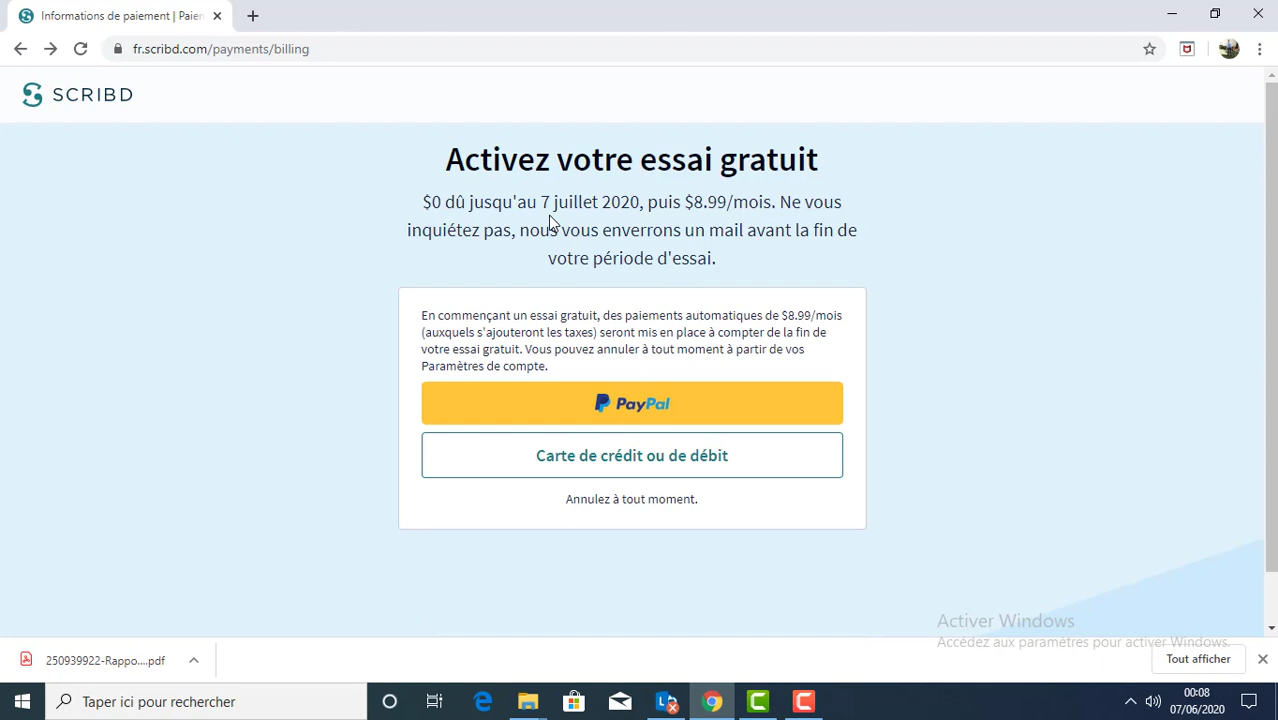 Informations de paiement | Paien
fr.scribd.com/payments/billing
SCRIBD
Activez votre essai gratuit
$0 dû jusqu'au 7 juillet 2020, puis $8.99/mois. Ne vous
inquiétez pas, nous vous enverrons un mail avant la fin de
votre période d'essai.
En commençant un essai gratuit, des paiements automatiques de $8.99/mois
(auxquels s'ajouteront les taxes) seront mis en place à compter de la fin de
votre essai gratuit. Vous pouvez annuler à tout moment à partir de vos
Paramètres de compte.
PayPal
Carte de crédit ou de débit
Annulez à tout moment.
Activer Windows
Accédez aux paramètres pour activer Windows.
250939922-Rappo....pdf
Tout afficher
Taper ici pour rechercher
00:08
07/06/2020